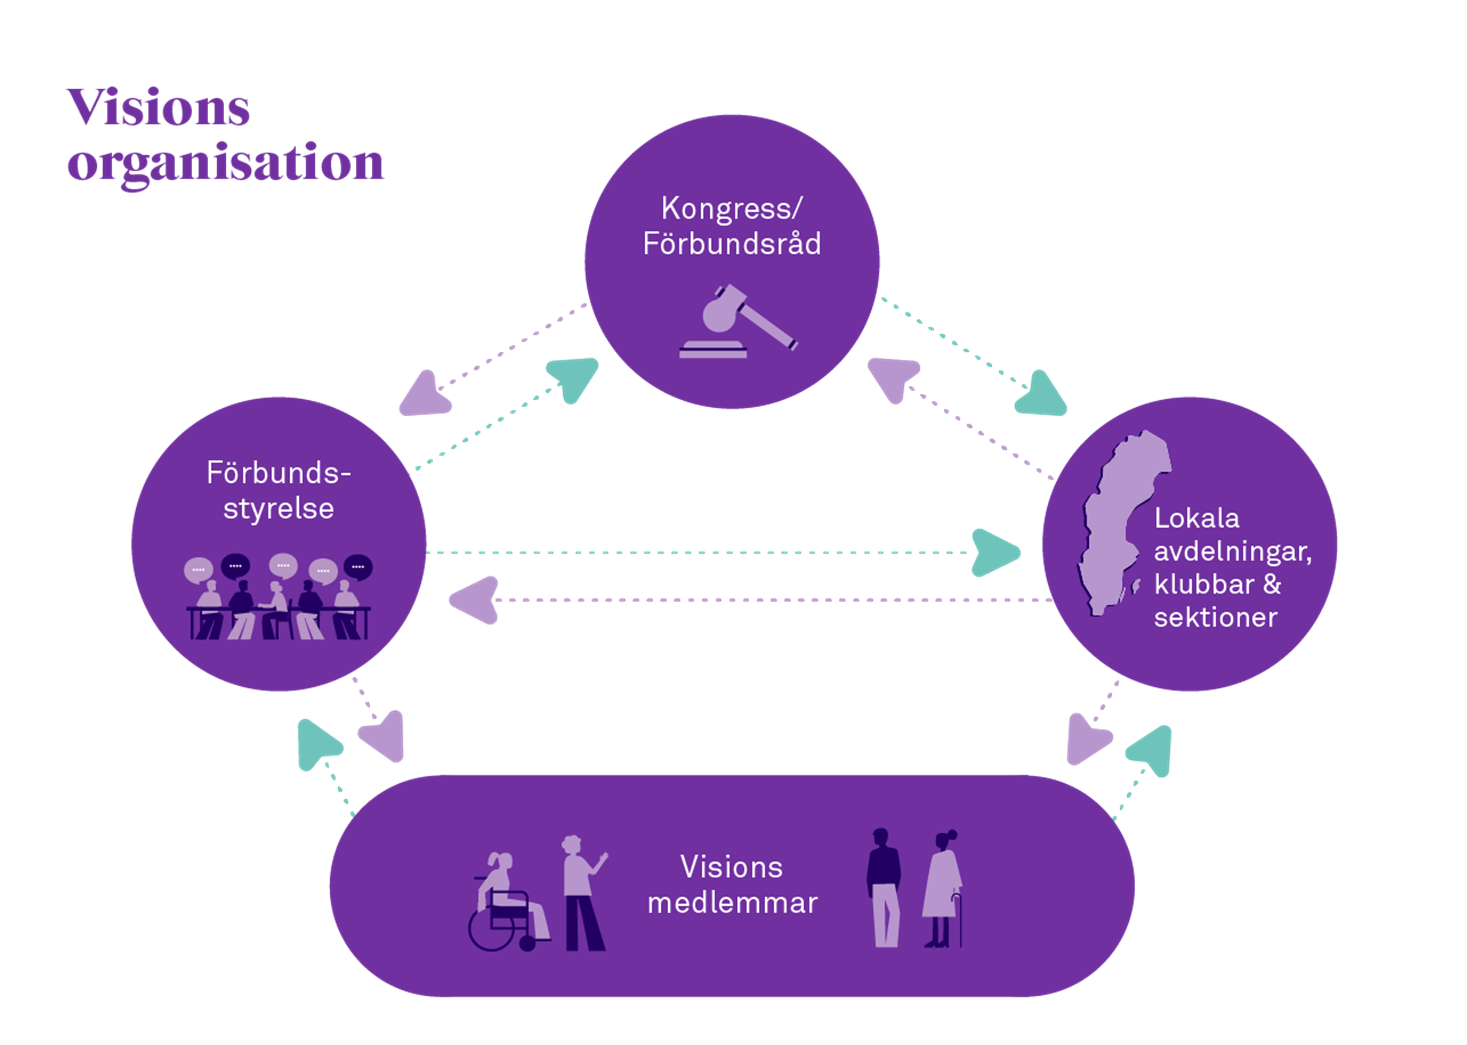 Visions
organisation
Kongress/
Förbundsråd
Förbunds-
styrelse
Lokala
avdelningar,
klubbar &
sektioner
Visions
medlemmar